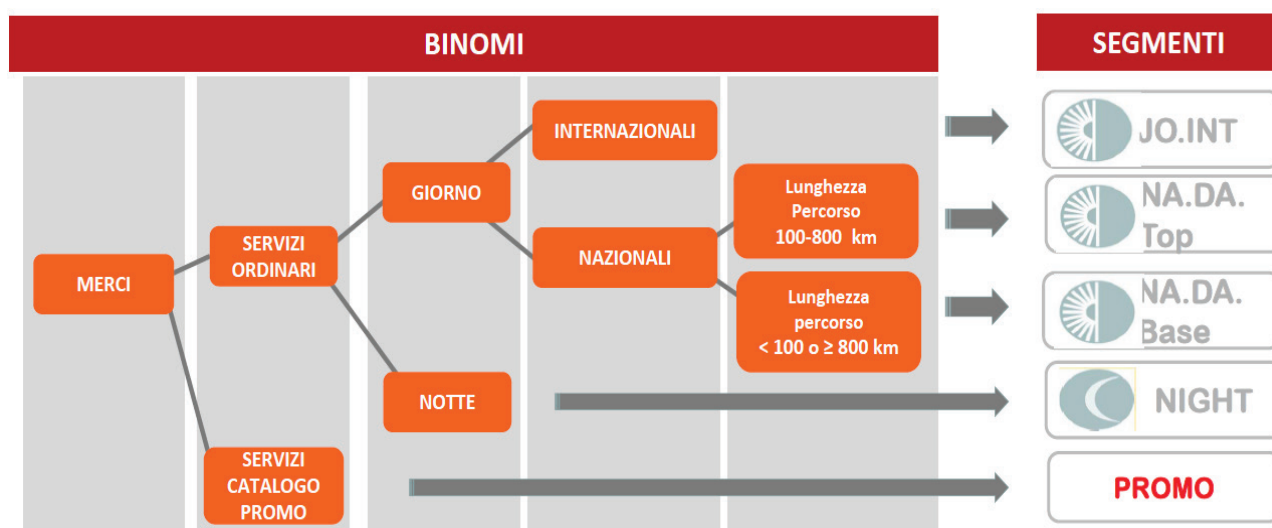 BINOMI
SEGMENTI
MERCI
SERVIZI
ORDINARI
SERVIZI
CATALOGO
PROMO
GIORNO
NOTTE
INTERNAZIONALI
NAZIONALI
Lunghezza
Percorso
100-800 km
Lunghezza
percorso
< 100 o ≥ 800 km
JO.INT
NA.DA.
Top
NA.DA.
Base
NIGHT
PROMO